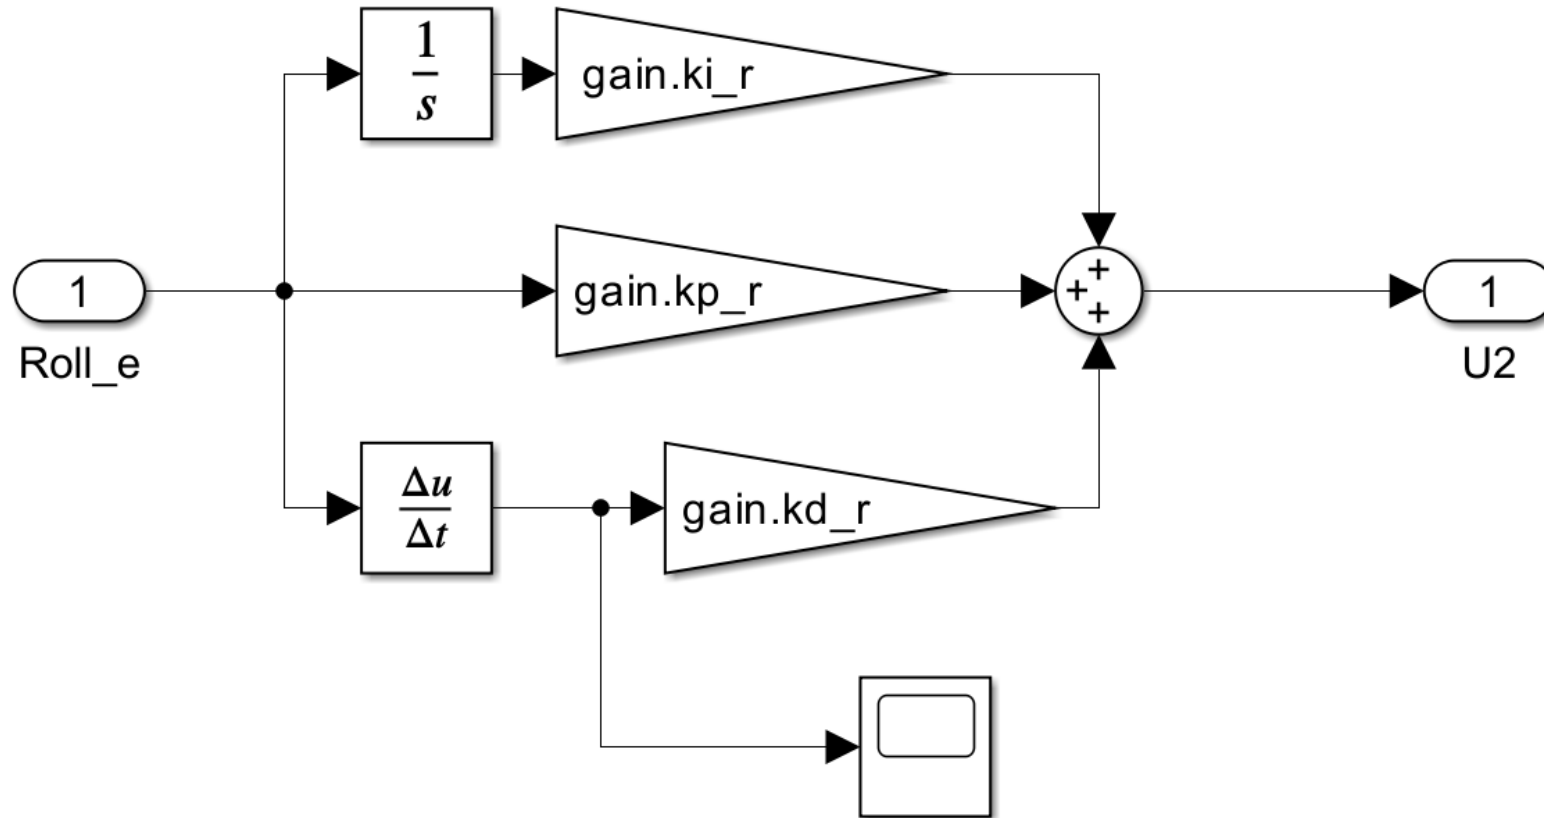 1
s
gain.ki_r
1
gain.kp_r
+
+
+
1
Roll_e
U2
Δu
Δt
gain.kd_r